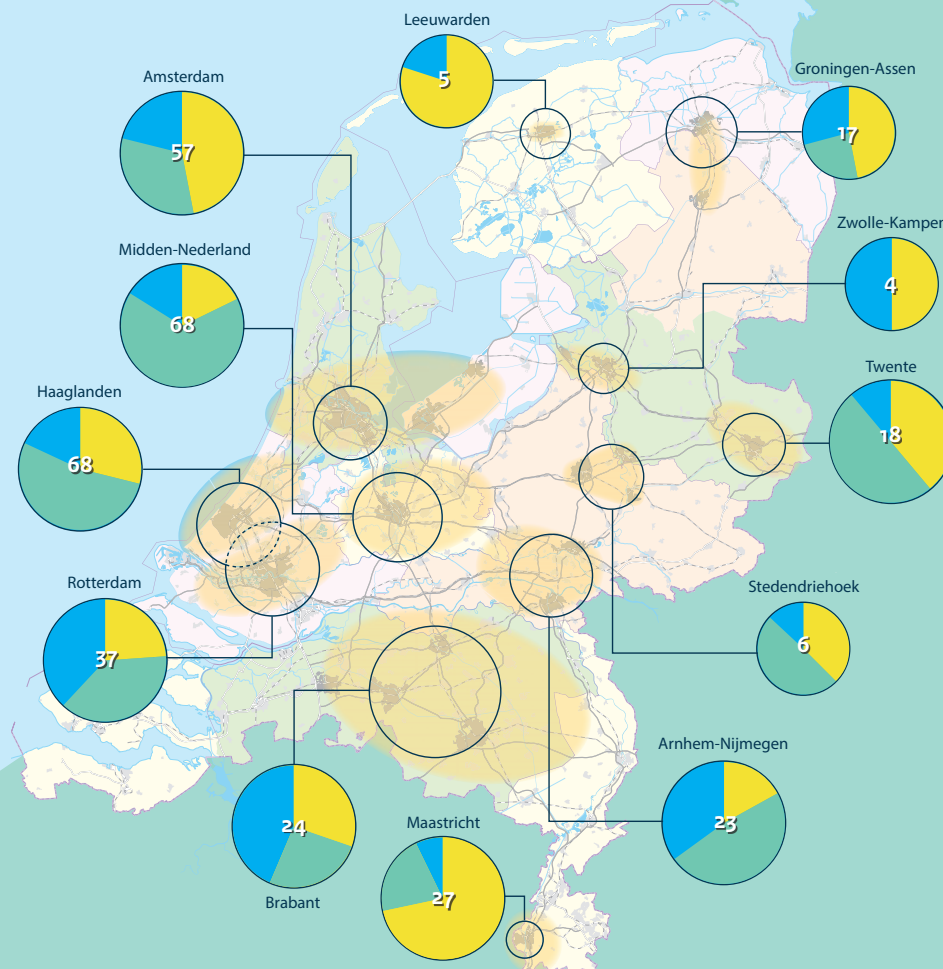 Leeuwarden
5
Groningen-Assen
17
Amsterdam
57
Zwolle-Kamper
4
Midden-Nederland
68
Twente
18
Haaglanden
68
Stedendriehoek
6
Rotterdam
37
Arnhem-Nijmegen
23
Brabant
24
Maastricht
27